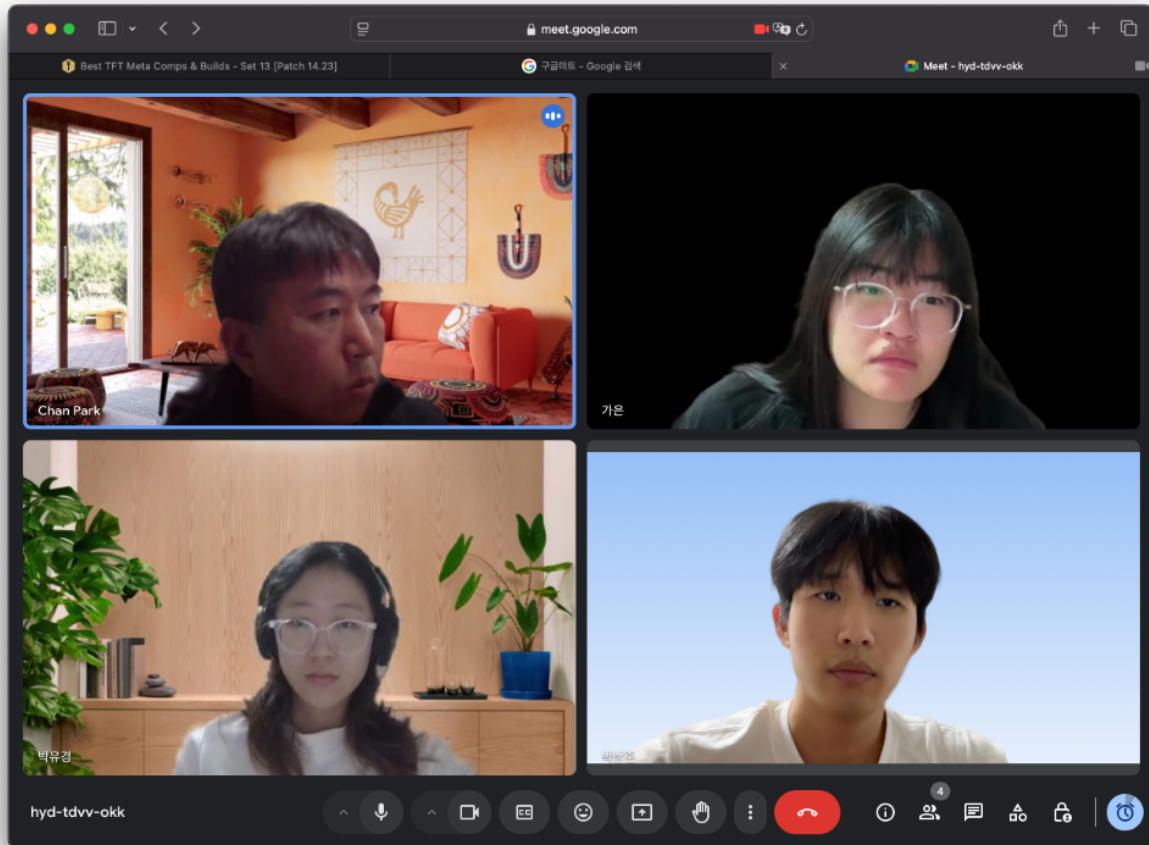 meet.google.com
Best TFT Meta Comps & Builds - Set 13 [Patch 14.23]
구글미트 - Google 검색
Meet - hyd-tdvv-okk
Chan Park
가은
박유경
hyd-tdvv-okk
CC
4